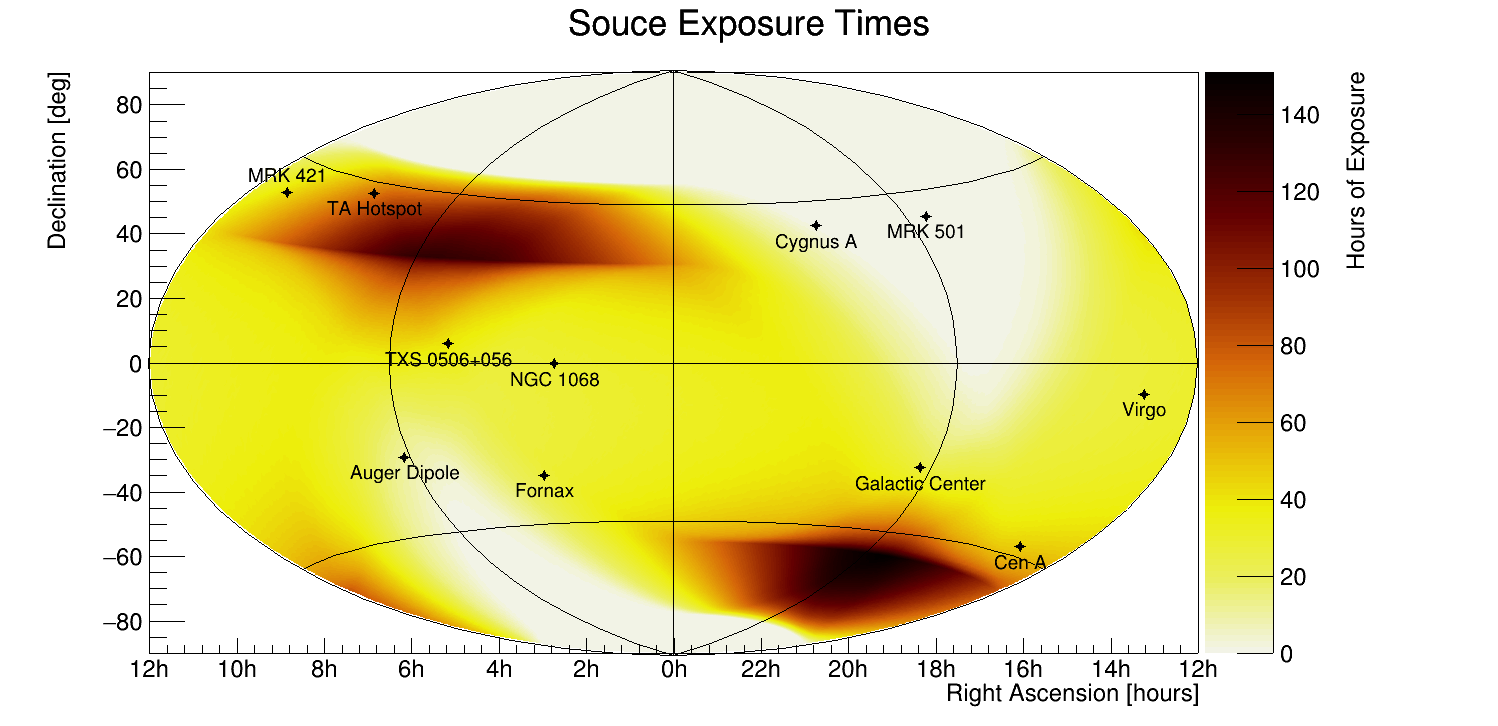 Souce Exposure Times
Declination [deg]
80
60
40
20
0
−20
−40
−60
−80
MRK 421
TA Hotspot
Cygnus A
MRK 501
TXS 0506+056
NGC 1068
Virgo
Auger Dipole
Fornax
Galactic Center
Cen A
12h 10h 8h 6h 4h 2h 0h 22h 20h 18h 16h 14h 12h
Right Ascension [hours]
140
120
100
80
60
40
20
0
Hours of Exposure